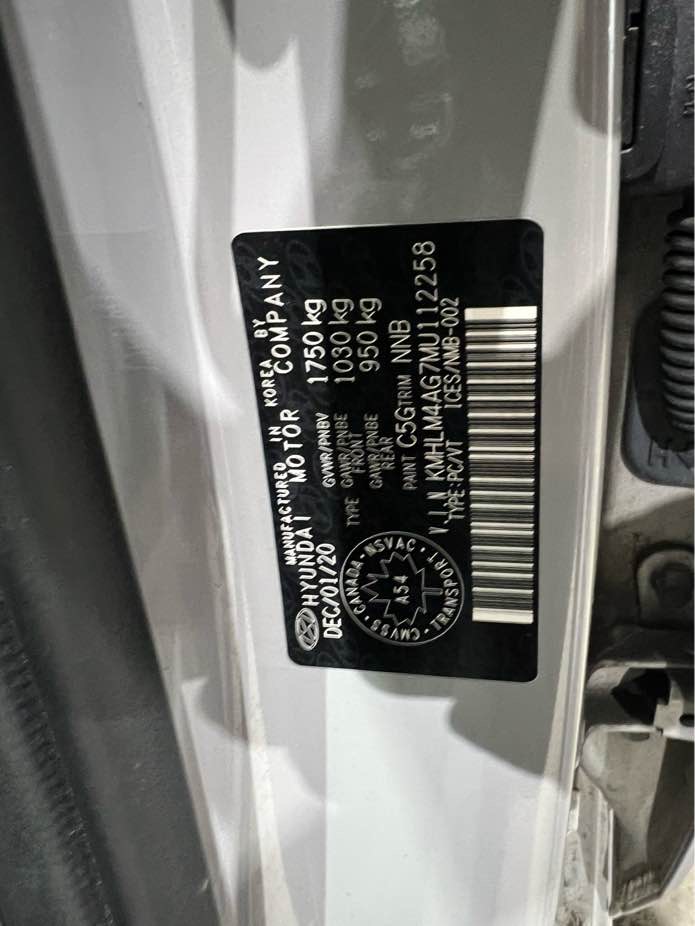 MANUFACTURED IN KOREA BY
HYUNDAI MOTOR COMPANY
DEC/01/20 GVWR/PNBV 1750 kg
TYPE GAWR/PNBE FRONT 1030 kg
GAWR/PNBE REAR 950 kg
PAINT C5G TRIM NNB
V I N KMHLM4AG7MU112258
TYPE:PC/VT ICES/NMB-002
CANADA · NSVAC · TRANSPORT · CMVSS
A54